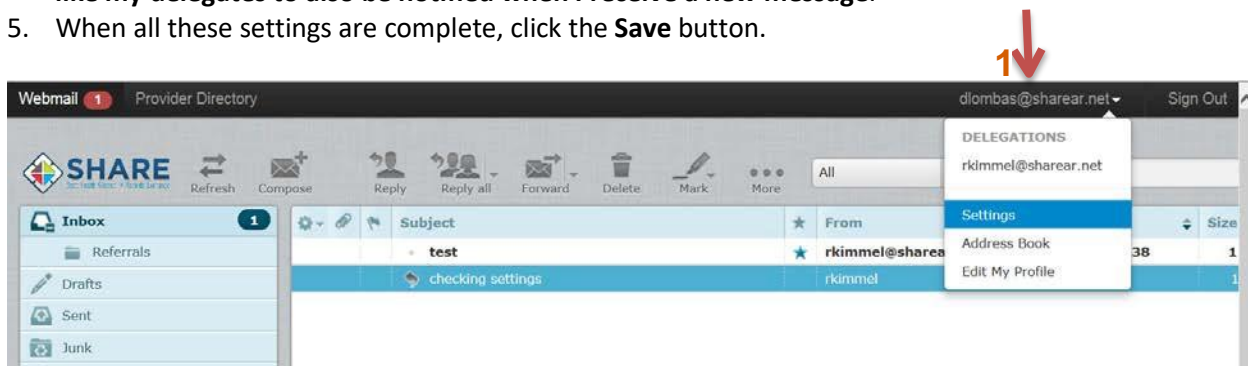 like my delegates to also be notified when I receive a new message.
5. When all these settings are complete, click the Save button.
1
Webmail 1 Provider Directory dlombas@sharear.net Sign Out
DELEGATIONS
rkimmel@sharear.net
SHARE
Refresh Compose Reply Reply all Forward Delete Mark More All
Inbox 1 Subject From Settings Size
Referrals test rkimmel@sharea Address Book 38 1
Drafts checking settings rkimmel Edit My Profile 1
Sent
Junk